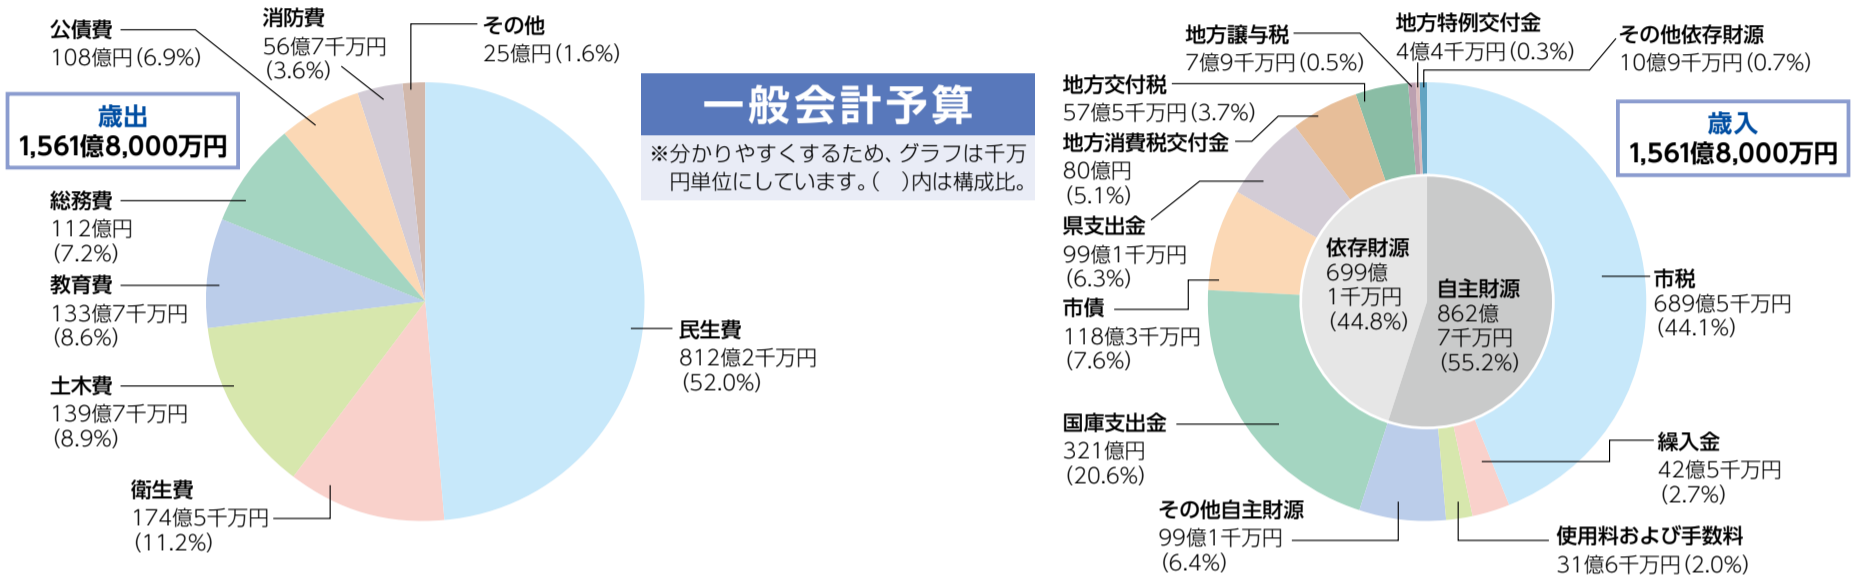 一般会計予算
※分かりやすくするため、グラフは千万
円単位にしています。(　)内は構成比。
歳出
1,561億8,000万円
公債費
108億円(6.9%)
消防費
56億7千万円
(3.6%)
その他
25億円(1.6%)
総務費
112億円
(7.2%)
教育費
133億7千万円
(8.6%)
土木費
139億7千万円
(8.9%)
衛生費
174億5千万円
(11.2%)
民生費
812億2千万円
(52.0%)
歳入
1,561億8,000万円
地方譲与税
7億9千万円(0.5%)
地方特例交付金
4億4千万円(0.3%)
その他依存財源
10億9千万円(0.7%)
地方交付税
57億5千万円(3.7%)
地方消費税交付金
80億円
(5.1%)
県支出金
99億1千万円
(6.3%)
市債
118億3千万円
(7.6%)
国庫支出金
321億円
(20.6%)
その他自主財源
99億1千万円
(6.4%)
使用料および手数料
31億6千万円(2.0%)
繰入金
42億5千万円
(2.7%)
市税
689億5千万円
(44.1%)
依存財源
699億
1千万円
(44.8%)
自主財源
862億
7千万円
(55.2%)